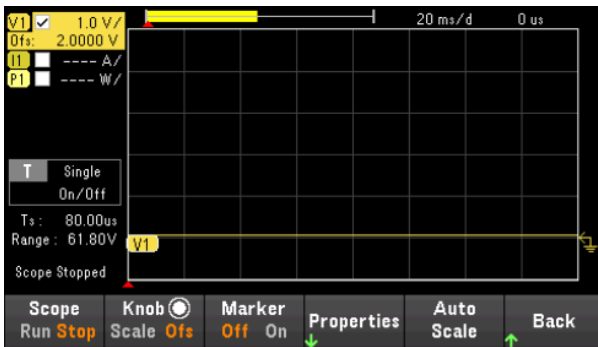 V1 1.0 V/ 20 ms/d 0 us
Ofs: 2.0000 V
I1 ---- A/
P1 ---- W/
T Single
On/Off
Ts: 80.00us
Range: 61.80V
V1
Scope Stopped
Scope Knob Marker Properties Auto Back
Run Stop Scale Ofs Off On Scale